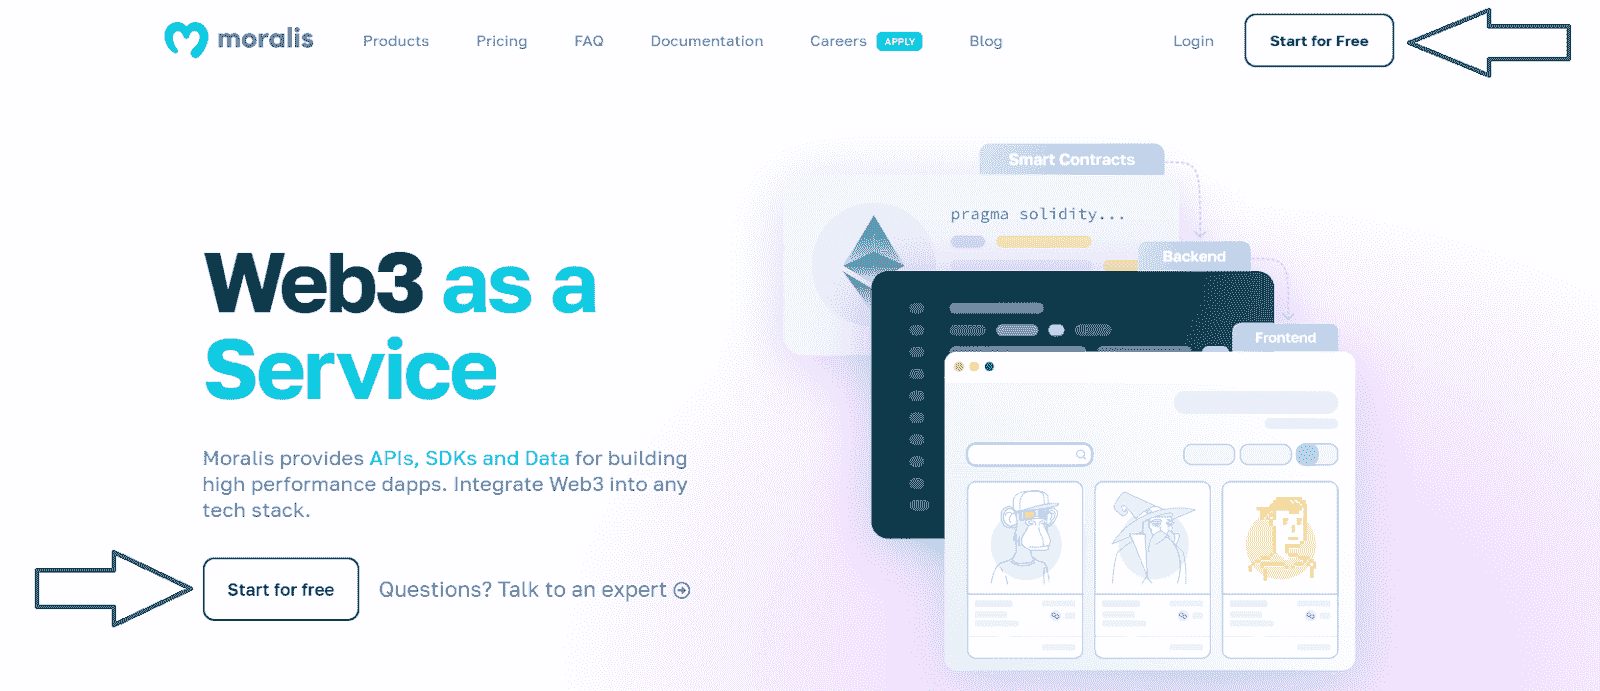 moralis
Products Pricing FAQ Documentation Careers APPLY Blog Login Start for Free
Smart Contracts
pragma solidity...
Backend
Frontend
Web3 as a
Service
Moralis provides APIs, SDKs and Data for building
high performance dapps. Integrate Web3 into any
tech stack.
Start for free Questions? Talk to an expert